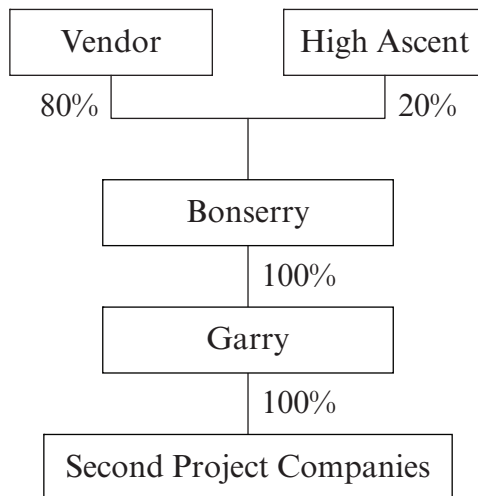 Vendor
High Ascent
80%
20%
Bonserry
100%
Garry
100%
Second Project Companies